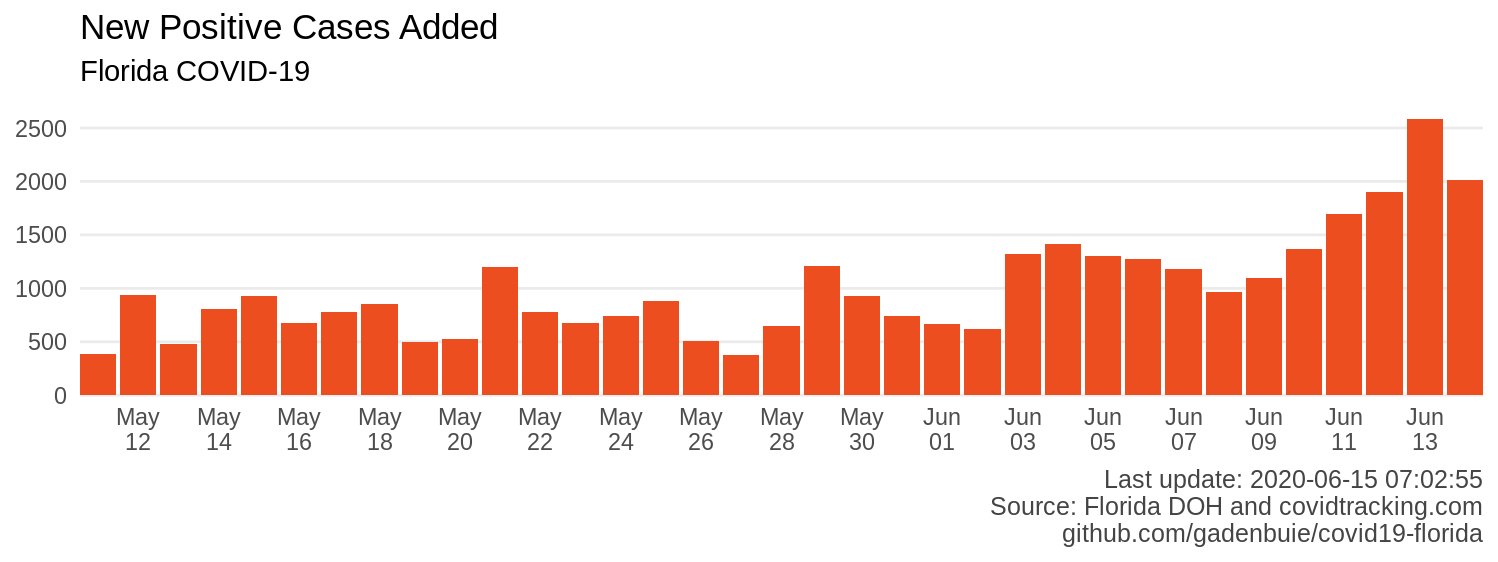 New Positive Cases Added
Florida COVID-19
2500
2000
1500
1000
500
0
May May May May May May May May May May Jun Jun Jun Jun Jun Jun Jun
12 14 16 18 20 22 24 26 28 30 01 03 05 07 09 11 13
Last update: 2020-06-15 07:02:55
Source: Florida DOH and covidtracking.com
github.com/gadenbuie/covid19-florida